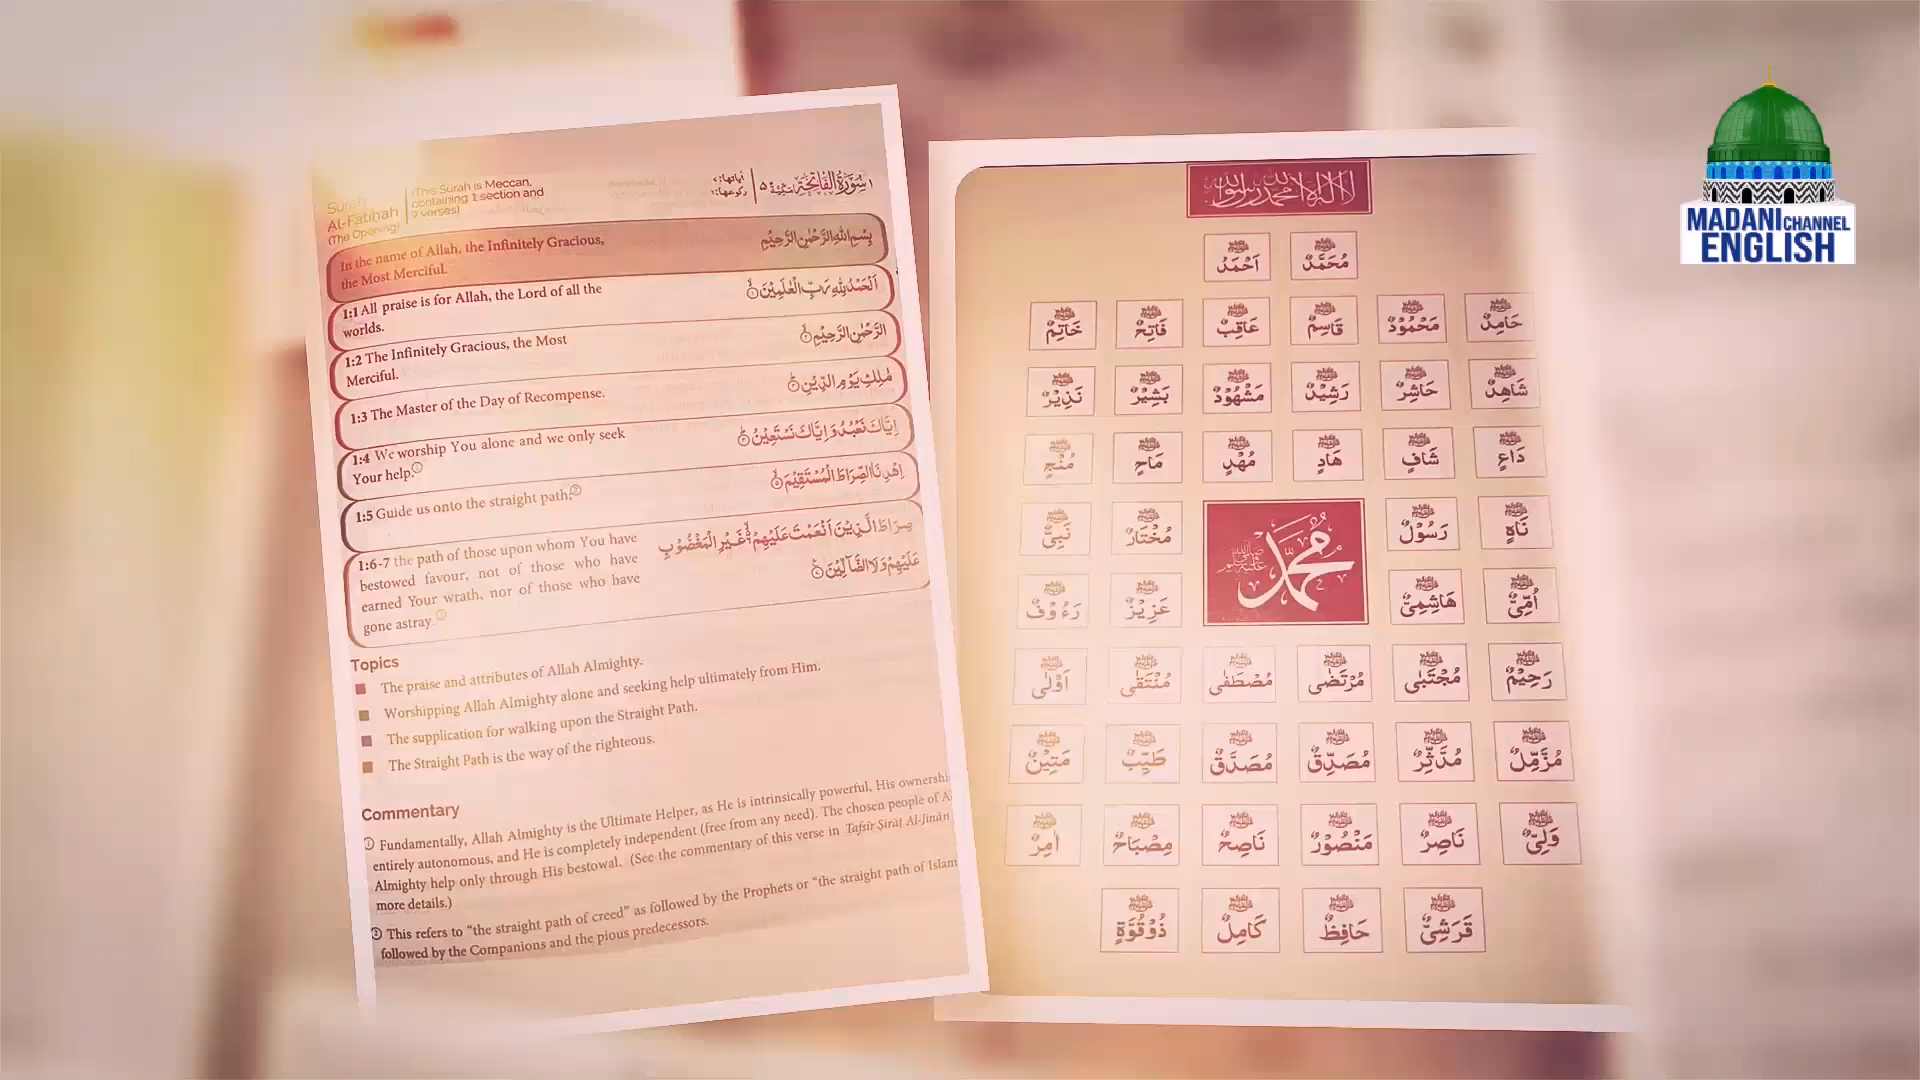 Surah
Al-Fatihah
(The Opening)
(This Surah is Meccan,
containing 1 section and
7 verses)
سُوْرَةُ الْفَاتِحَةِ
In the name of Allah, the Infinitely Gracious,
the Most Merciful.
بِسْمِ اللهِ الرَّحْمٰنِ الرَّحِيْمِ
1:1 All praise is for Allah, the Lord of all the
worlds.
اَلْحَمْدُ لِلّٰهِ رَبِّ الْعٰلَمِيْنَ
1:2 The Infinitely Gracious, the Most
Merciful.
الرَّحْمٰنِ الرَّحِيْمِ
1:3 The Master of the Day of Recompense.
مٰلِكِ يَوْمِ الدِّيْنِ
1:4 We worship You alone and we only seek
Your help.①
اِيَّاكَ نَعْبُدُ وَ اِيَّاكَ نَسْتَعِيْنُ
1:5 Guide us onto the straight path.②
اِهْدِنَا الصِّرَاطَ الْمُسْتَقِيْمَ
1:6-7 the path of those upon whom You have
bestowed favour, not of those who have
earned Your wrath, nor of those who have
gone astray.
صِرَاطَ الَّذِيْنَ اَنْعَمْتَ عَلَيْهِمْ غَيْرِ الْمَغْضُوْبِ
عَلَيْهِمْ وَلَا الضَّآلِّيْنَ
Topics
The praise and attributes of Allah Almighty.
Worshipping Allah Almighty alone and seeking help ultimately from Him.
The supplication for walking upon the Straight Path.
The Straight Path is the way of the righteous.
Commentary
① Fundamentally, Allah Almighty is the Ultimate Helper, as He is intrinsically powerful, His ownershi
entirely autonomous, and He is completely independent (free from any need). The chosen people of A
Almighty help only through His bestowal. (See the commentary of this verse in Tafsīr Ṣirāṭ Al-Jinān
more details.)
② This refers to “the straight path of creed” as followed by the Prophets or “the straight path of Islam
followed by the Companions and the pious predecessors.
لا اله الا الله محمد رسول الله
مُحَمَّدٌ اَحْمَدُ
حَامِدٌ مَحْمُوْدٌ قَاسِمٌ عَاقِبٌ فَاتِحٌ خَاتِمٌ
شَاهِدٌ حَاشِرٌ رَشِيْدٌ مَشْهُوْدٌ بَشِيْرٌ نَذِيْرٌ
دَاعٍ شَافٍ هَادٍ مُهْدٍ مَاحٍ مُنْجٍ
نَاهٍ رَسُوْلٌ مُخْتَارٌ نَبِيٌّ
محمد
اُمِّيٌّ هَاشِمِيٌّ عَزِيْزٌ رَءُوْفٌ
رَحِيْمٌ مُجْتَبٰى مُرْتَضٰى مُصْطَفٰى مُنْتَقٰى اَوْلٰى
مُزَّمِّلٌ مُدَّثِّرٌ مُصَدِّقٌ مُصَدَّقٌ طَيِّبٌ مَتِيْنٌ
وَلِيٌّ نَاصِرٌ مَنْصُوْرٌ نَاصِحٌ مِصْبَاحٌ اٰمِرٌ
قَرَشِيٌّ حَافِظٌ كَامِلٌ ذُوْقُوَّةٍ
MADANI CHANNEL
ENGLISH